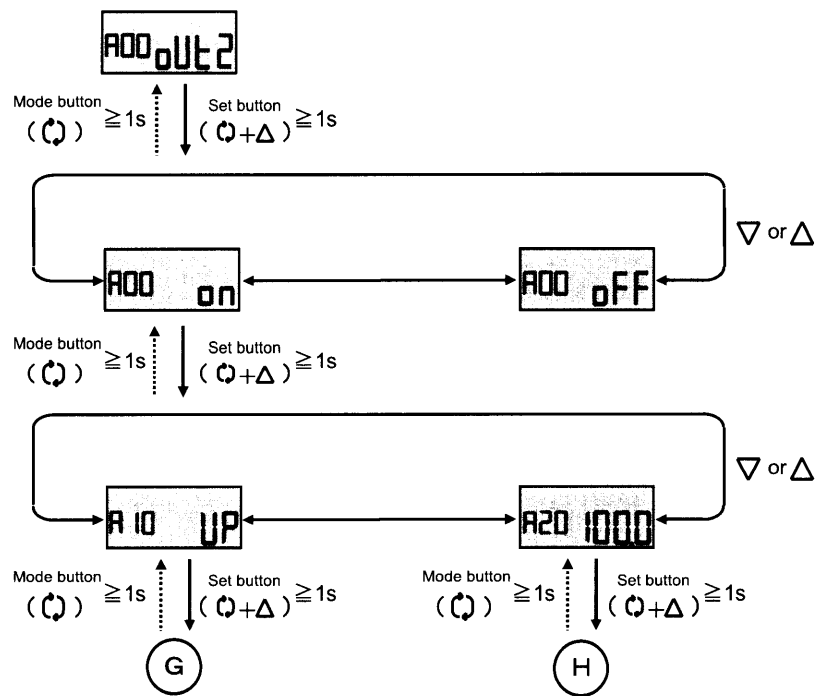 A00 oUt2
Mode button ≧1s Set button ≧1s
( ) ( +△)
▽ or △
A00 on A00 oFF
Mode button ≧1s Set button ≧1s
( ) ( +△)
▽ or △
A10 UP A20 100.0
Mode button ≧1s Set button ≧1s Mode button ≧1s Set button ≧1s
( ) ( +△) ( ) ( +△)
G H